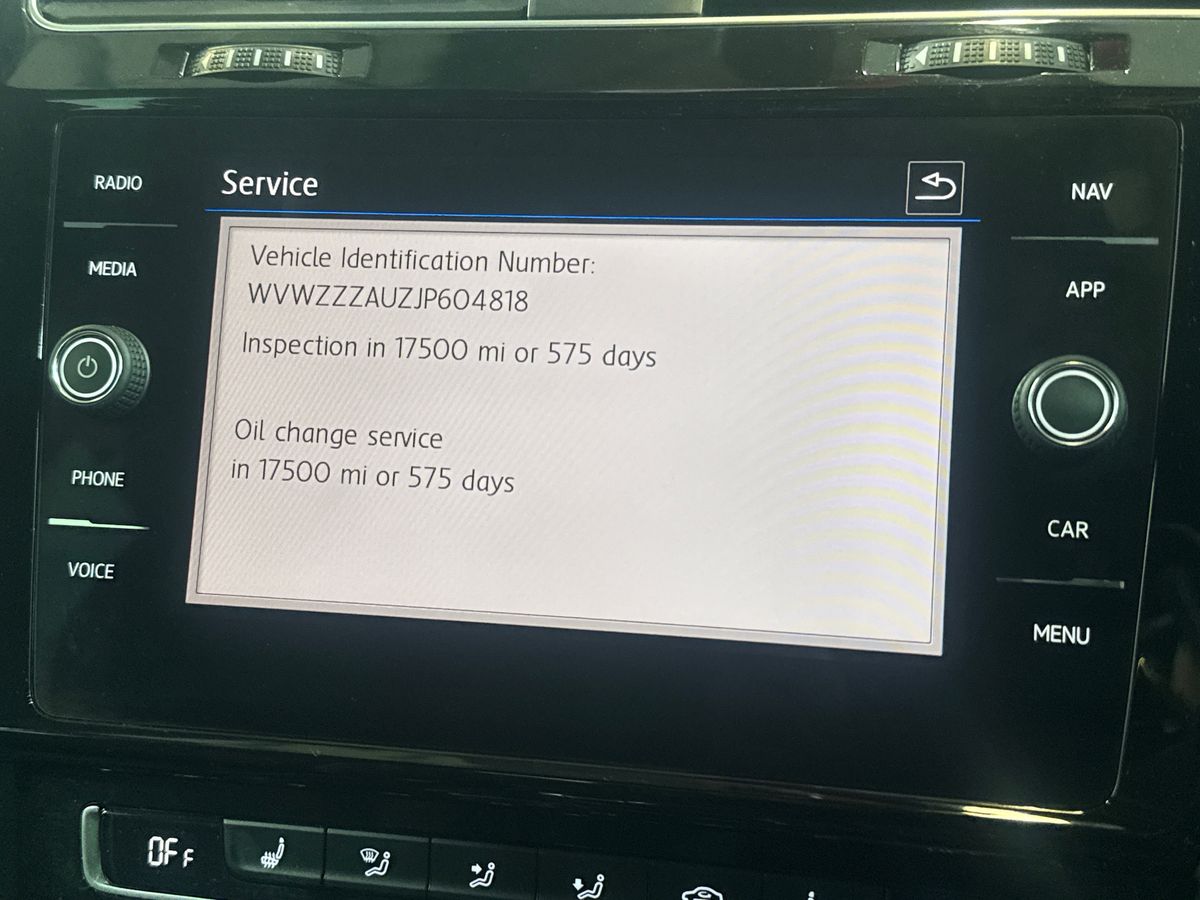 RADIO
MEDIA
PHONE
VOICE
Service
Vehicle Identification Number:
WVWZZZAUZJP604818
Inspection in 17500 mi or 575 days
Oil change service
in 17500 mi or 575 days
NAV
APP
CAR
MENU
OFF